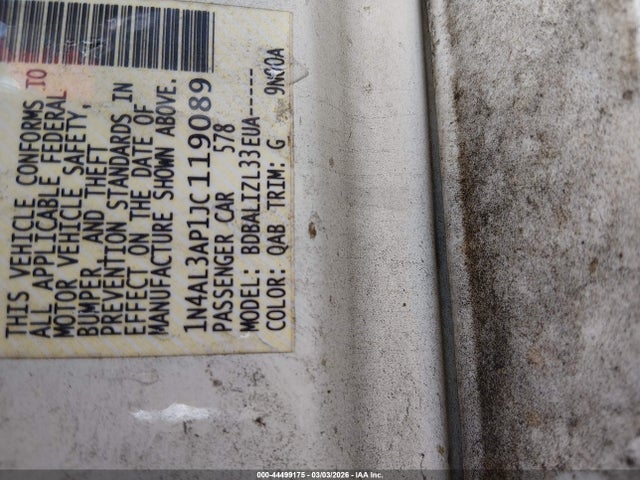 THIS VEHICLE CONFORMS TO
ALL APPLICABLE FEDERAL
MOTOR VEHICLE SAFETY,
BUMPER AND THEFT
PREVENTION STANDARDS IN
EFFECT ON THE DATE OF
MANUFACTURE SHOWN ABOVE.
1N4AL3AP1JC119089
PASSENGER CAR 578
MODEL: BDBALIZL33EUA-----
COLOR: QAB TRIM: G
000-44499175 - 03/03/2026 - IAA Inc.